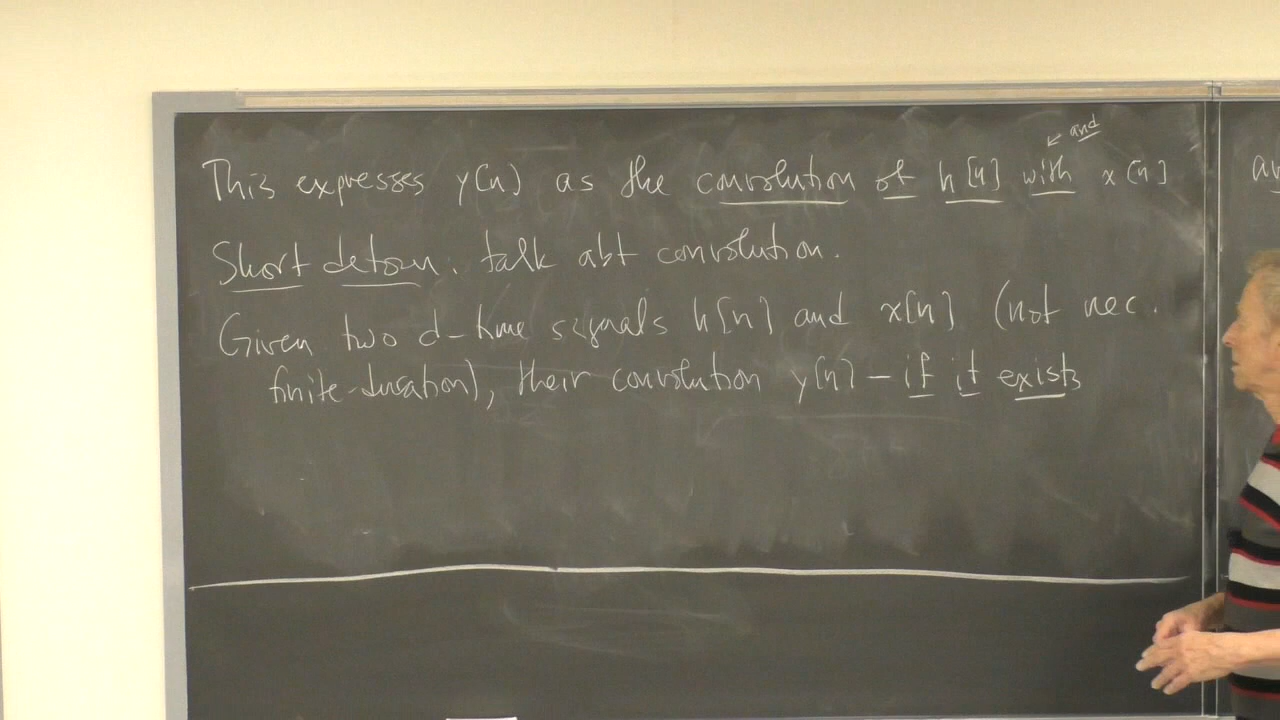 and
This expresses y[n] as the convolution of h[n] with x[n]
Short detour. talk abt convolution.
Given two d-time signals h[n] and x[n] (not nec.
finite-duration), their convolution y[n] – if it exists